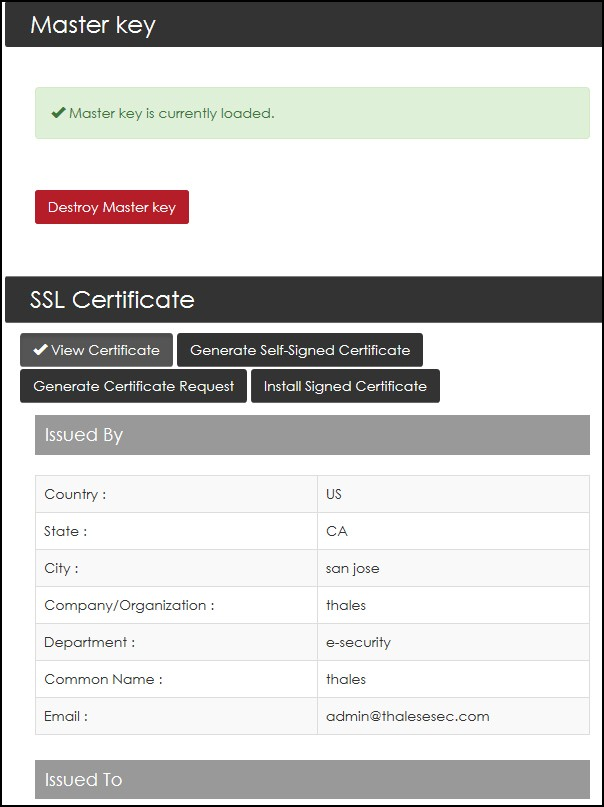 Master key
Master key is currently loaded.
Destroy Master key
SSL Certificate
View Certificate Generate Self-Signed Certificate
Generate Certificate Request Install Signed Certificate
Issued By
Country : US
State : CA
City : san jose
Company/Organization : thales
Department : e-security
Common Name : thales
Email : admin@thalesesec.com
Issued To